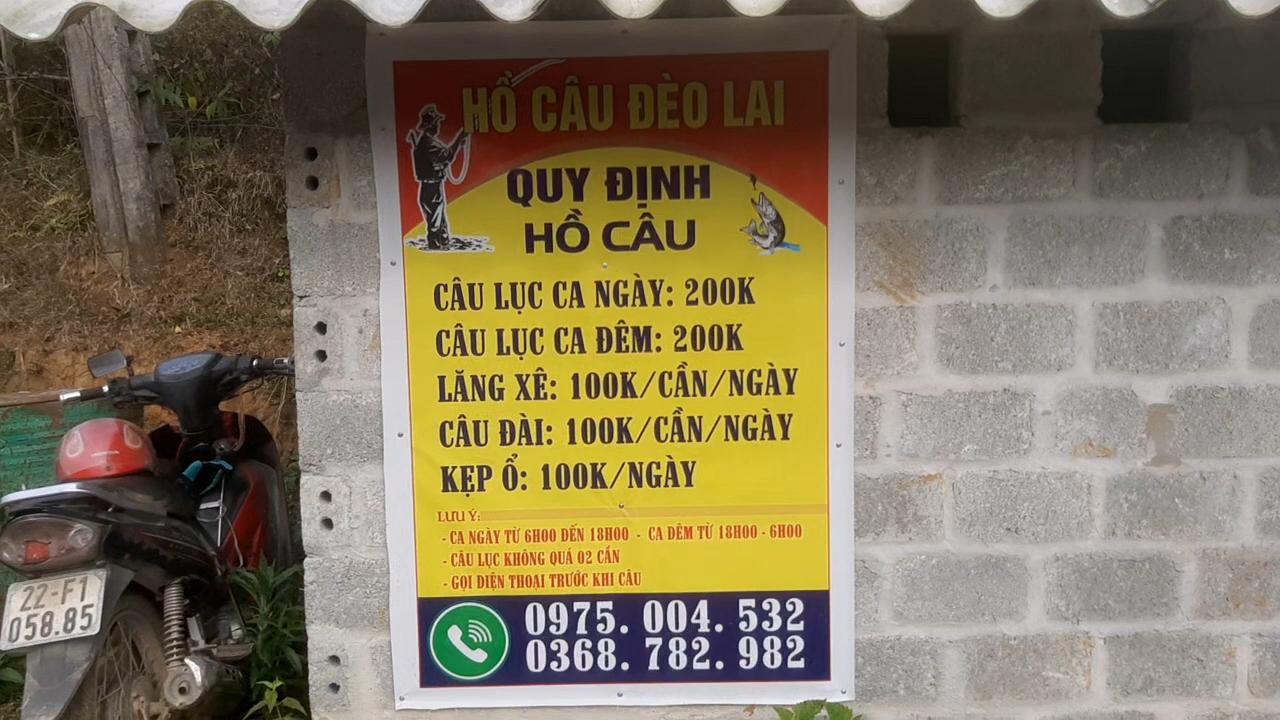 HỒ CÂU ĐÈO LAI
QUY ĐỊNH
HỒ CÂU
CÂU LỤC CA NGÀY: 200K
CÂU LỤC CA ĐÊM: 200K
LĂNG XÊ: 100K/CẦN/NGÀY
CÂU ĐÀI: 100K/CẦN/NGÀY
KẸP Ổ: 100K/NGÀY
LƯU Ý:
- CA NGÀY TỪ 6H00 ĐẾN 18H00 - CA ĐÊM TỪ 18H00 - 6H00
- CÂU LỤC KHÔNG QUÁ 02 CẦN
- GỌI ĐIỆN THOẠI TRƯỚC KHI CÂU
0975. 004. 532
0368. 782. 982
22-F1
058.85